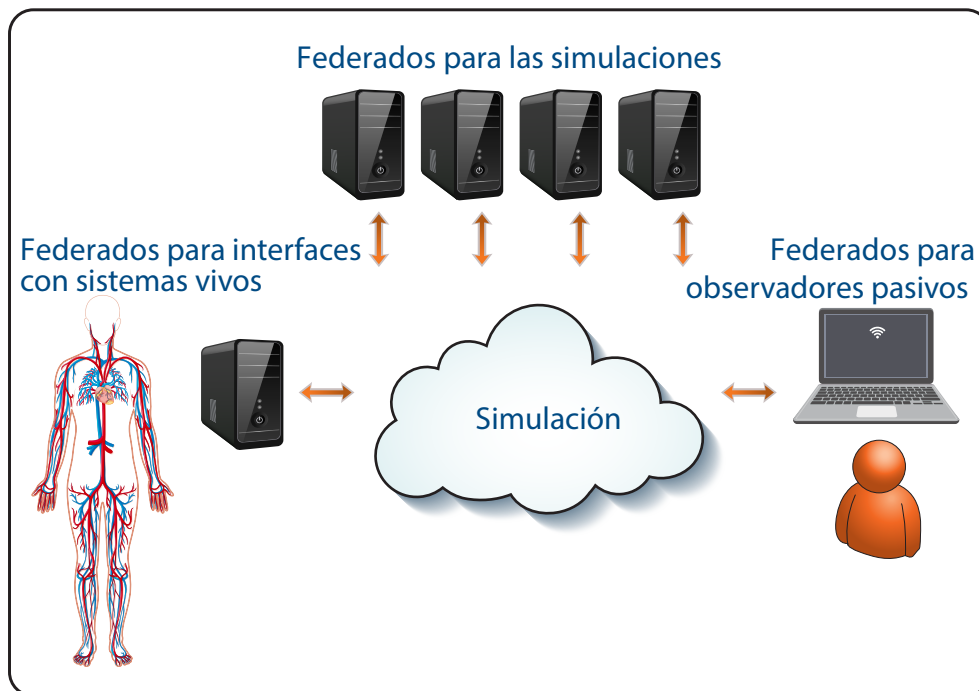 Federados para las simulaciones
Federados para interfaces
con sistemas vivos
Federados para
observadores pasivos
Simulación